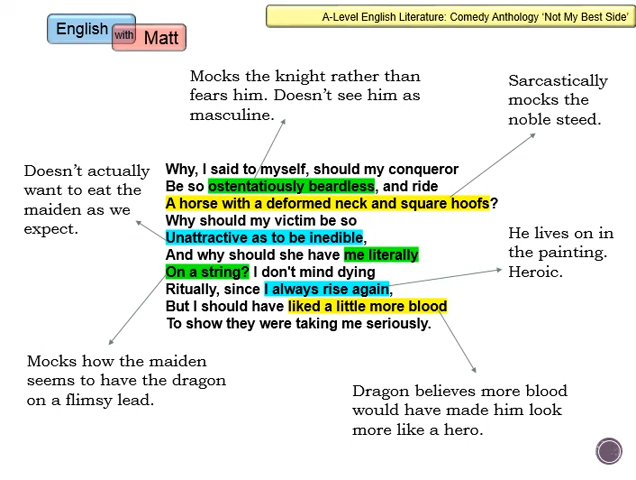 English with Matt
A-Level English Literature: Comedy Anthology ‘Not My Best Side’
Mocks the knight rather than
fears him. Doesn’t see him as
masculine.
Sarcastically
mocks the
noble steed.
Doesn’t actually
want to eat the
maiden as we
expect.
Why, I said to myself, should my conqueror
Be so ostentatiously beardless, and ride
A horse with a deformed neck and square hoofs?
Why should my victim be so
Unattractive as to be inedible,
And why should she have me literally
On a string? I don't mind dying
Ritually, since I always rise again,
But I should have liked a little more blood
To show they were taking me seriously.
He lives on in
the painting.
Heroic.
Mocks how the maiden
seems to have the dragon
on a flimsy lead.
Dragon believes more blood
would have made him look
more like a hero.